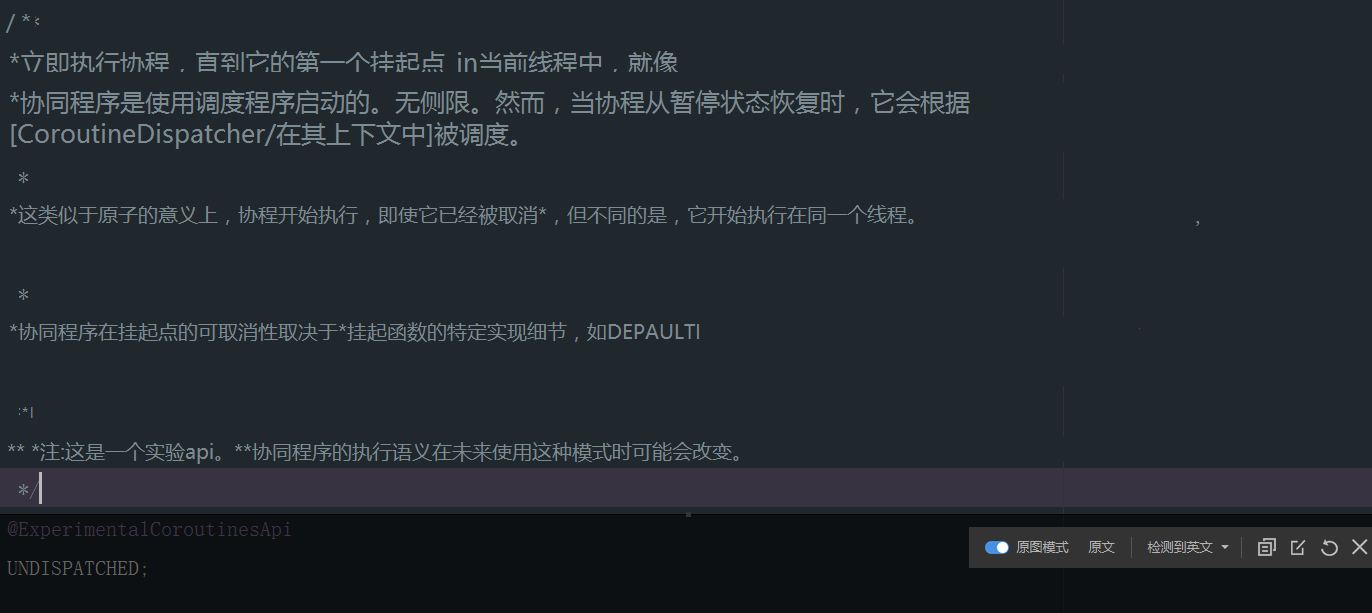 /**
*立即执行协程，直到它的第一个挂起点 in当前线程中，就像
*协同程序是使用调度程序启动的。无侧限。然而，当协程从暂停状态恢复时，它会根据
[CoroutineDispatcher/在其上下文中]被调度。
*
*这类似于原子的意义上，协程开始执行，即使它已经被取消*，但不同的是，它开始执行在同一个线程。
*
*协同程序在挂起点的可取消性取决于*挂起函数的特定实现细节，如DEPAULTI
:*|
** *注:这是一个实验api。**协同程序的执行语义在未来使用这种模式时可能会改变。
*/
@ExperimentalCoroutinesApi
UNDISPATCHED;
原图模式 原文 检测到英文